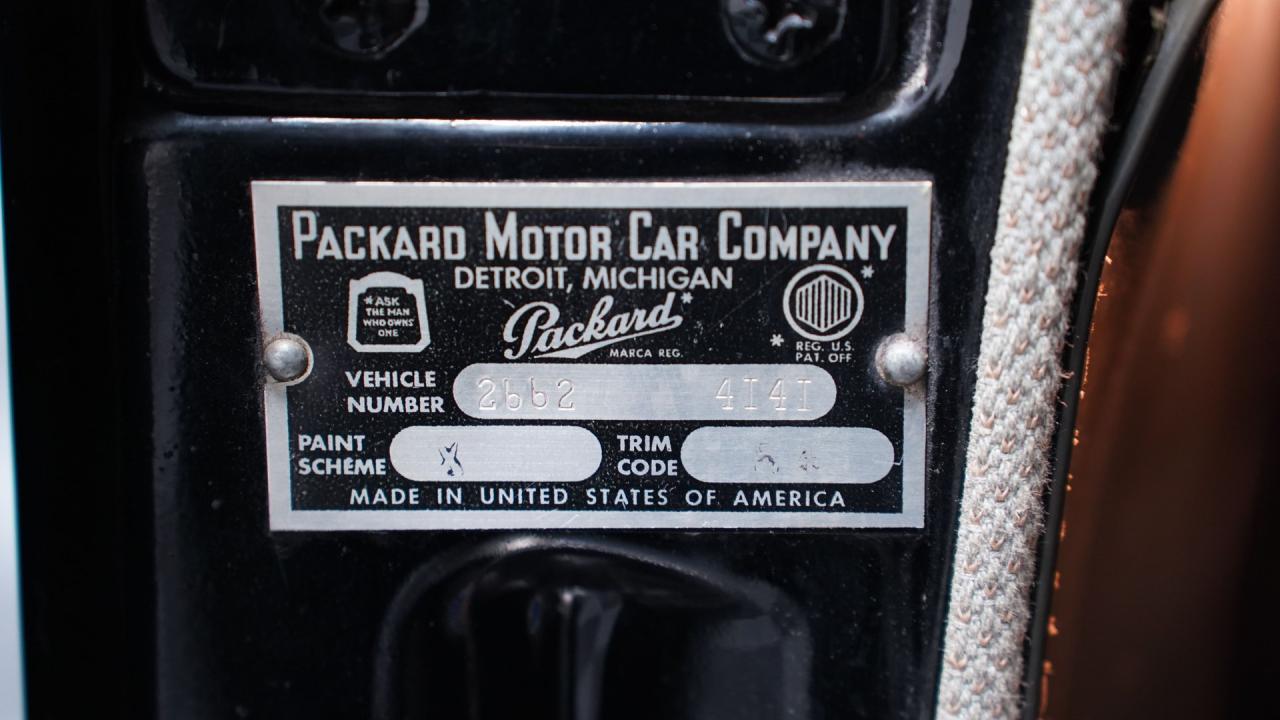 PACKARD MOTOR CAR COMPANY
DETROIT, MICHIGAN
*ASK
THE MAN
WHO OWNS
ONE
Packard*
MARCA REG.
*
* REG. U.S.
PAT. OFF
VEHICLE
NUMBER
2662 4141
PAINT
SCHEME
X
TRIM
CODE
MADE IN UNITED STATES OF AMERICA